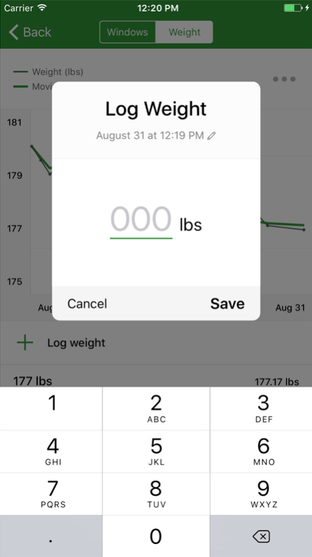 Carrier 12:20 PM
Back Windows Weight
Weight (lbs)
Movi
Log Weight
August 31 at 12:19 PM
181
179
177
175
000 lbs
Cancel Save
Aug 31
Log weight
177 lbs 177.17 lbs
1 2 ABC 3 DEF
4 GHI 5 JKL 6 MNO
7 PQRS 8 TUV 9 WXYZ
. 0